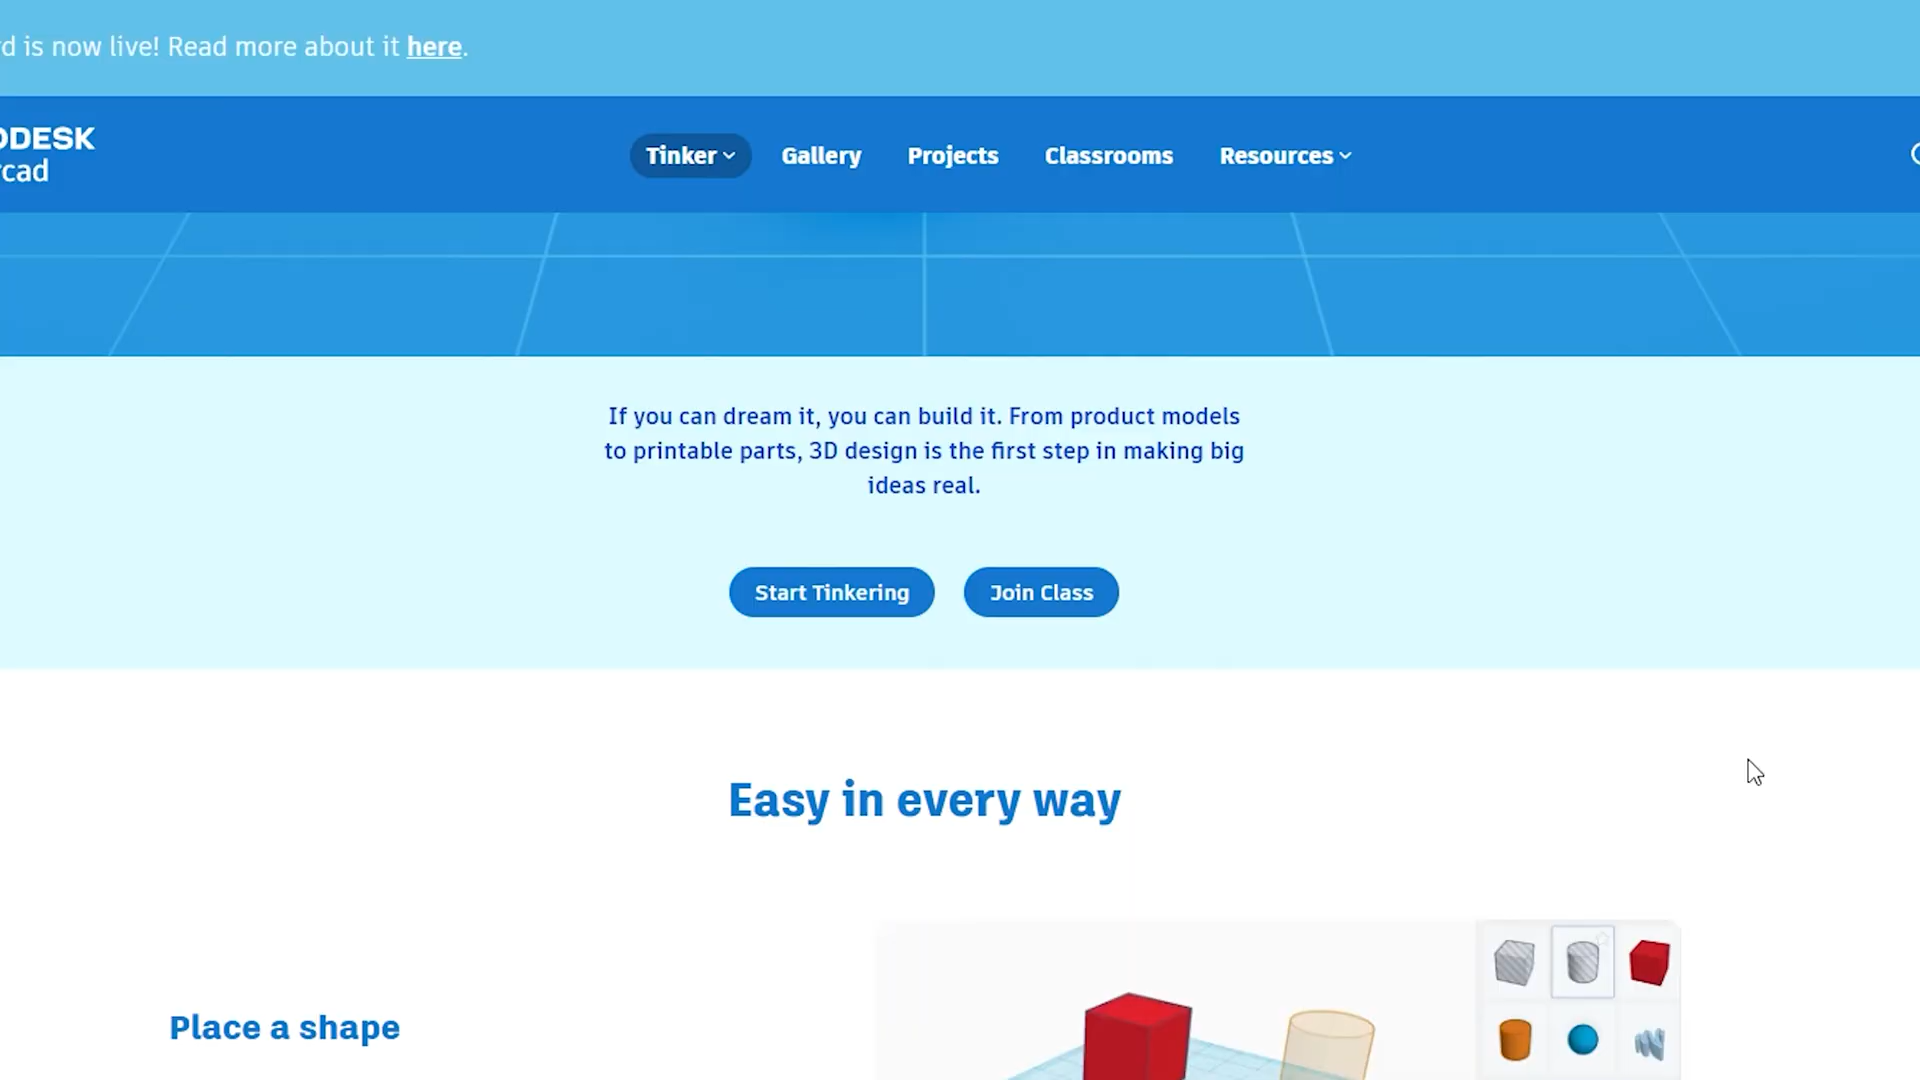 d is now live! Read more about it here.
ODESK
cad
Tinker
Gallery
Projects
Classrooms
Resources
If you can dream it, you can build it. From product models
to printable parts, 3D design is the first step in making big
ideas real.
Start Tinkering
Join Class
Easy in every way
Place a shape